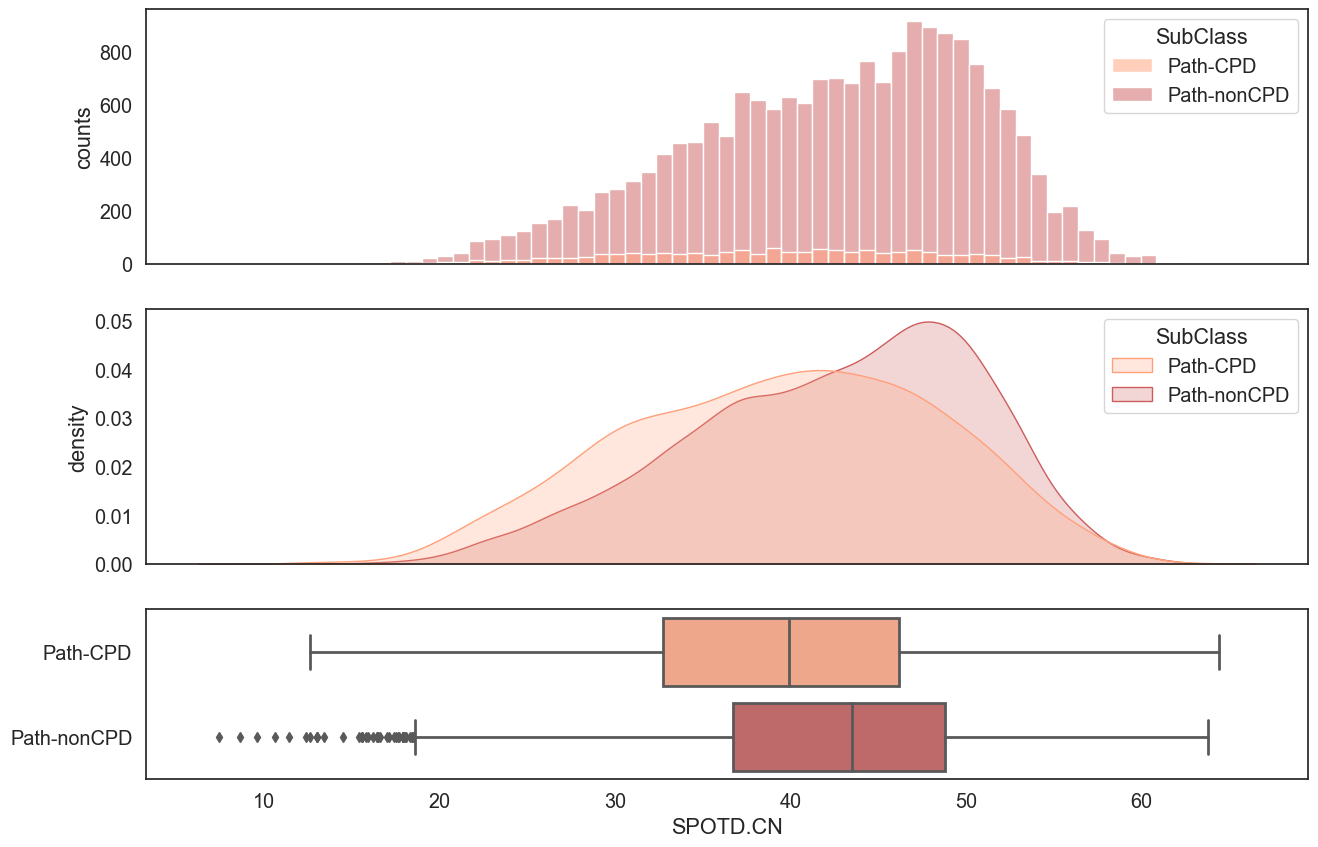 800
600
400
200
0
counts
SubClass
Path-CPD
Path-nonCPD
0.05
0.04
0.03
0.02
0.01
0.00
density
SubClass
Path-CPD
Path-nonCPD
Path-CPD
Path-nonCPD
10 20 30 40 50 60
SPOTD.CN